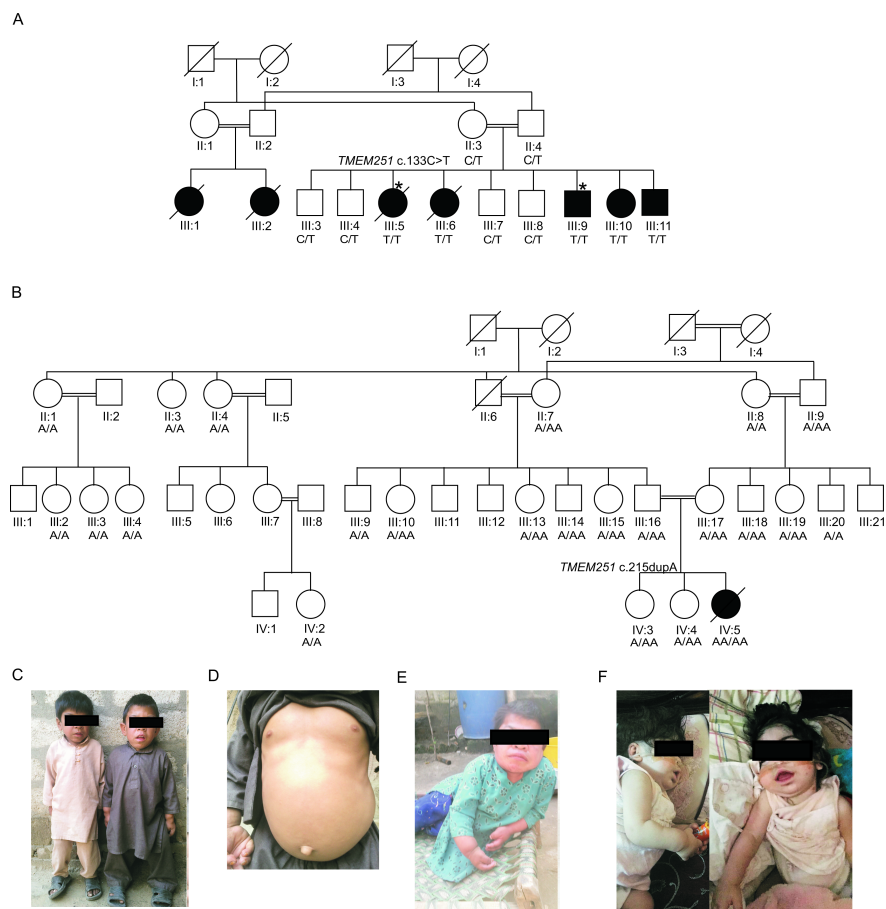 A
I:1 I:2 I:3 I:4
II:1 II:2 II:3 II:4
C/T C/T
TMEM251 c.133C>T
* *
III:1 III:2 III:3 III:4 III:5 III:6 III:7 III:8 III:9 III:10 III:11
C/T C/T T/T T/T C/T C/T T/T T/T T/T
B
I:1 I:2 I:3 I:4
II:1 II:2 II:3 II:4 II:5 II:6 II:7 II:8 II:9
A/A A/A A/A A/AA A/A A/AA
III:1 III:2 III:3 III:4 III:5 III:6 III:7 III:8 III:9 III:10 III:11 III:12 III:13 III:14 III:15 III:16 III:17 III:18 III:19 III:20 III:21
A/A A/A A/A A/A A/AA A/AA A/AA A/AA A/AA A/AA A/AA A/AA A/A
TMEM251 c.215dupA
IV:1 IV:2 IV:3 IV:4 IV:5
A/A A/AA A/AA AA/AA
C D E F